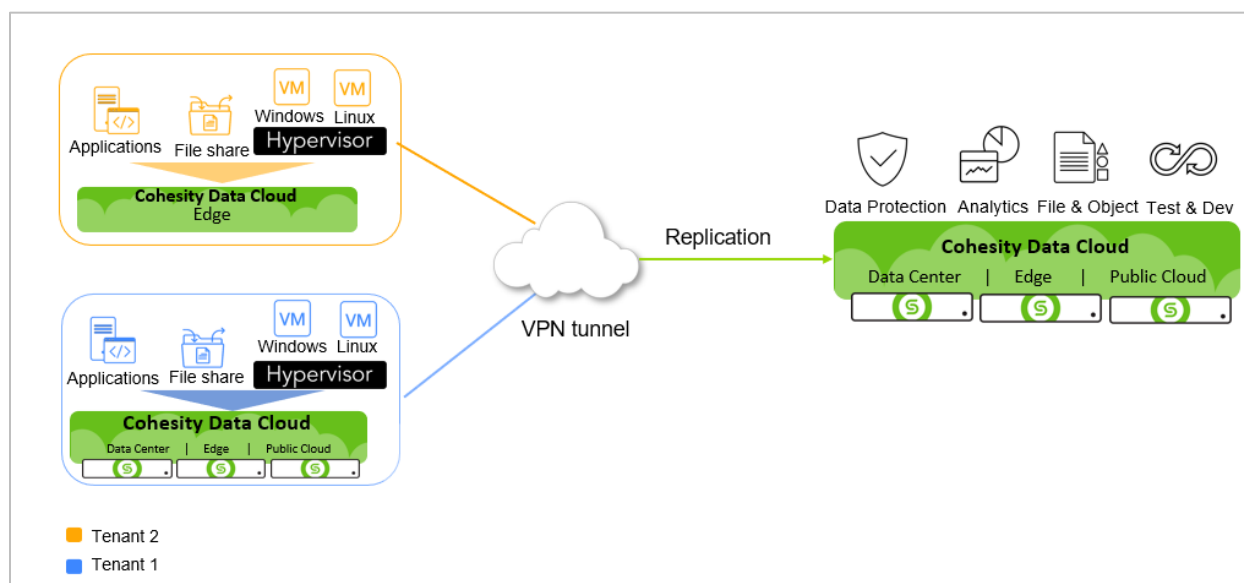 VM
VM
Windows
Linux
Applications
File share
Hypervisor
Cohesity Data Cloud
Edge
VM
VM
Windows
Linux
Applications
File share
Hypervisor
Cohesity Data Cloud
Data Center | Edge | Public Cloud
Tenant 2
Tenant 1
VPN tunnel
Replication
Data Protection
Analytics
File & Object
Test & Dev
Cohesity Data Cloud
Data Center | Edge | Public Cloud